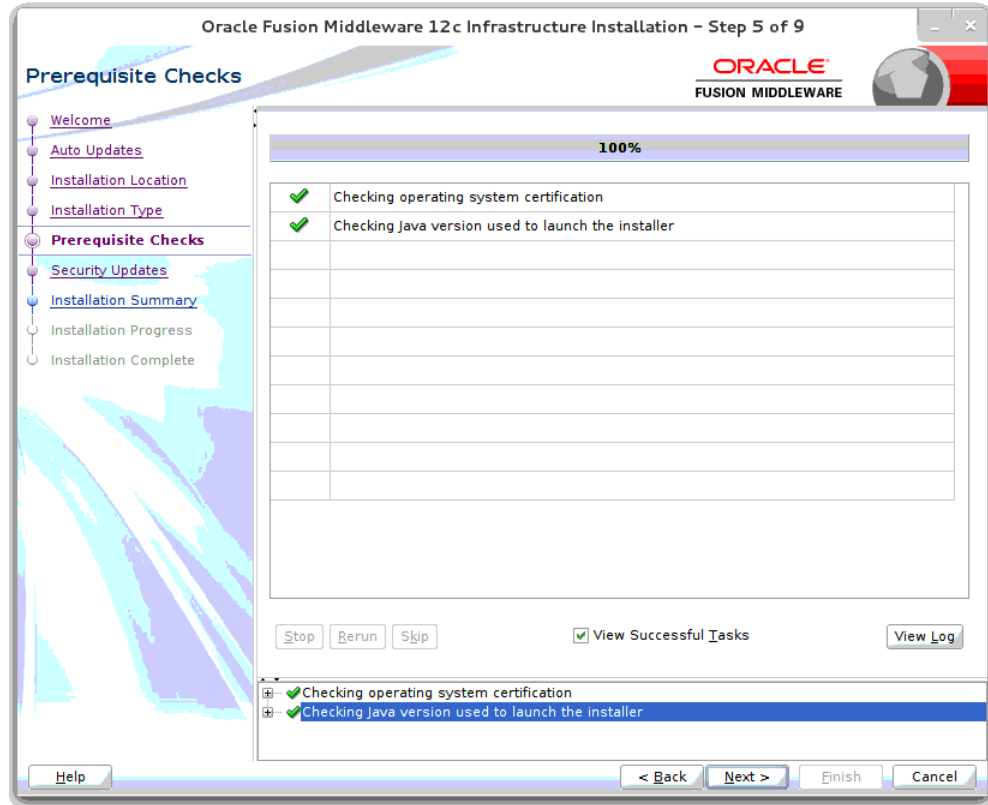 Oracle Fusion Middleware 12c Infrastructure Installation - Step 5 of 9
Prerequisite Checks
ORACLE
FUSION MIDDLEWARE
Welcome
Auto Updates
Installation Location
Installation Type
Prerequisite Checks
Security Updates
Installation Summary
Installation Progress
Installation Complete
100%
Checking operating system certification
Checking Java version used to launch the installer
Stop Rerun Skip View Successful Tasks View Log
Checking operating system certification
Checking Java version used to launch the installer
Help < Back Next > Finish Cancel